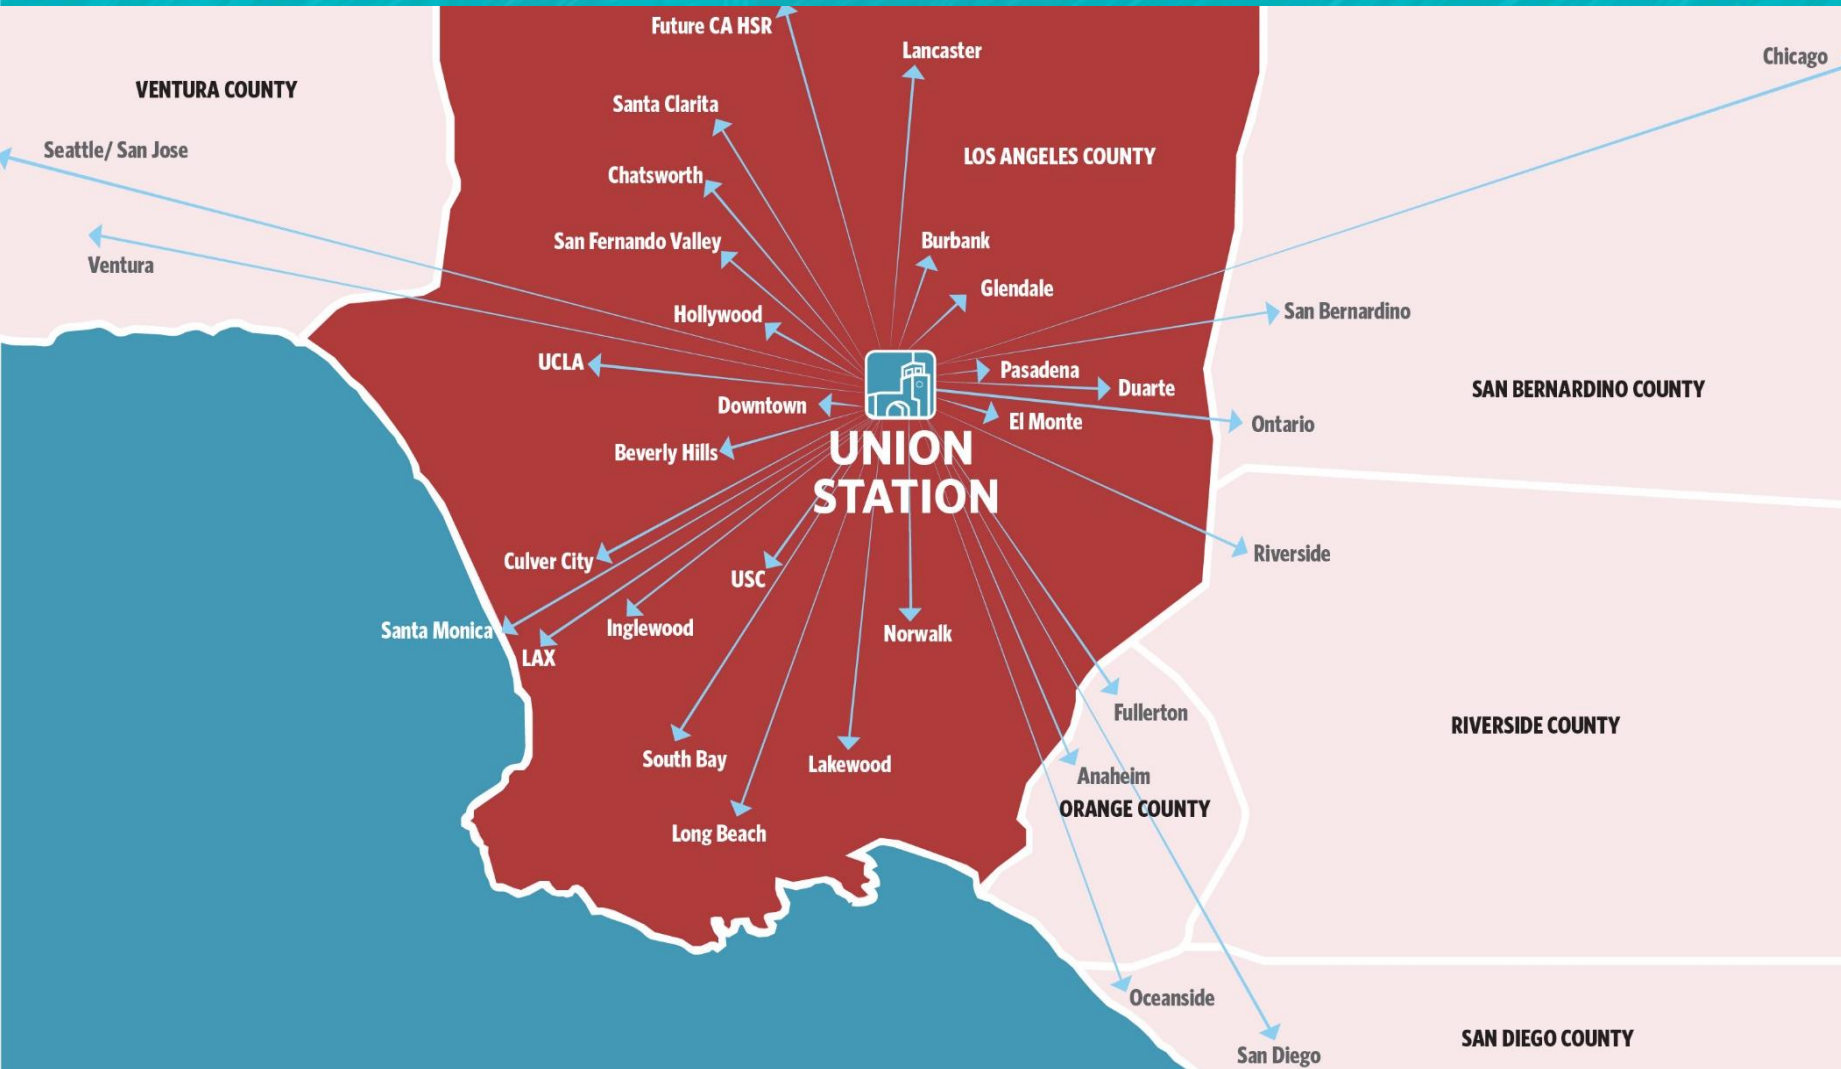 Future CA HSR
Lancaster
Chicago
VENTURA COUNTY
Santa Clarita
Seattle/ San Jose
LOS ANGELES COUNTY
Chatsworth
San Fernando Valley
Burbank
Ventura
Glendale
Hollywood
San Bernardino
UCLA
Pasadena
Duarte
SAN BERNARDINO COUNTY
Downtown
El Monte
Ontario
Beverly Hills
UNION
STATION
Culver City
Riverside
USC
Santa Monica
Inglewood
Norwalk
LAX
Fullerton
RIVERSIDE COUNTY
South Bay
Lakewood
Anaheim
ORANGE COUNTY
Long Beach
Oceanside
SAN DIEGO COUNTY
San Diego